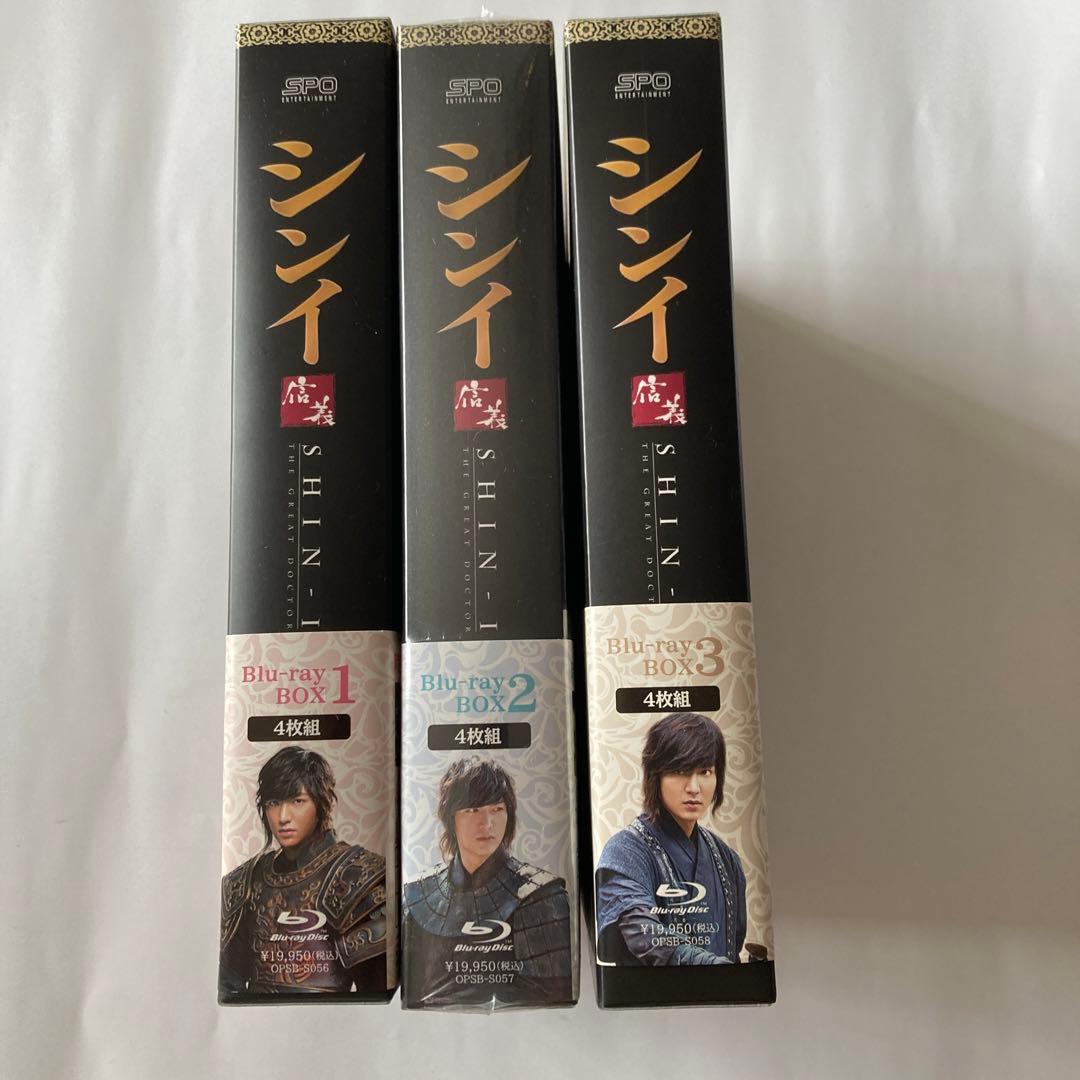 SPO
ENTERTAINMENT
シンイ
信義
SHIN-I
THE GREAT DOCTOR
Blu-ray
BOX 1
4枚組
Blu-ray Disc™
¥19,950(税込)
OPSB-S056
SPO
ENTERTAINMENT
シンイ
信義
SHIN-I
THE GREAT DOCTOR
Blu-ray
BOX 2
4枚組
Blu-ray Disc™
¥19,950(税込)
OPSB-S057
SPO
ENTERTAINMENT
シンイ
信義
SHIN-
THE GREAT DOCT
Blu-ray
BOX 3
4枚組
Blu-ray Disc™
¥19,950(税込)
OPSB-S058